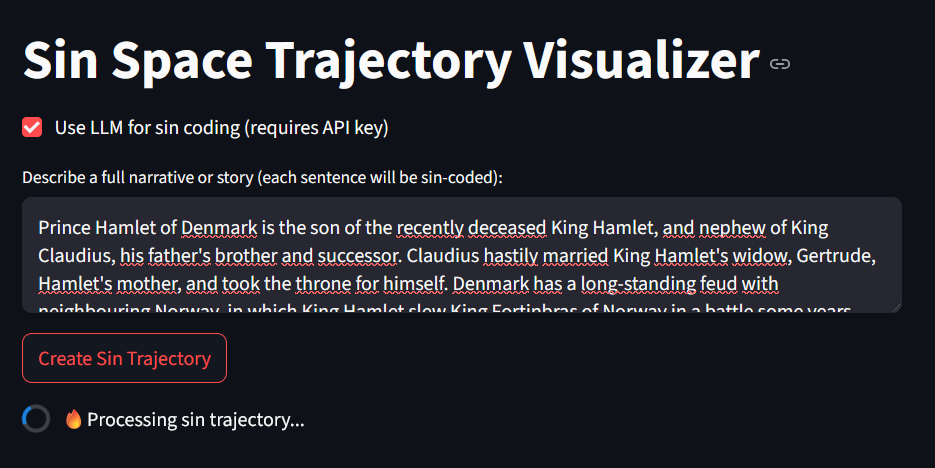 Sin Space Trajectory Visualizer
Use LLM for sin coding (requires API key)
Describe a full narrative or story (each sentence will be sin-coded):
Prince Hamlet of Denmark is the son of the recently deceased King Hamlet, and nephew of King
Claudius, his father's brother and successor. Claudius hastily married King Hamlet's widow, Gertrude,
Hamlet's mother, and took the throne for himself. Denmark has a long-standing feud with
neighbouring Norway, in which King Hamlet slew King Fortinbras of Norway in a battle some years
Create Sin Trajectory
🔥 Processing sin trajectory...